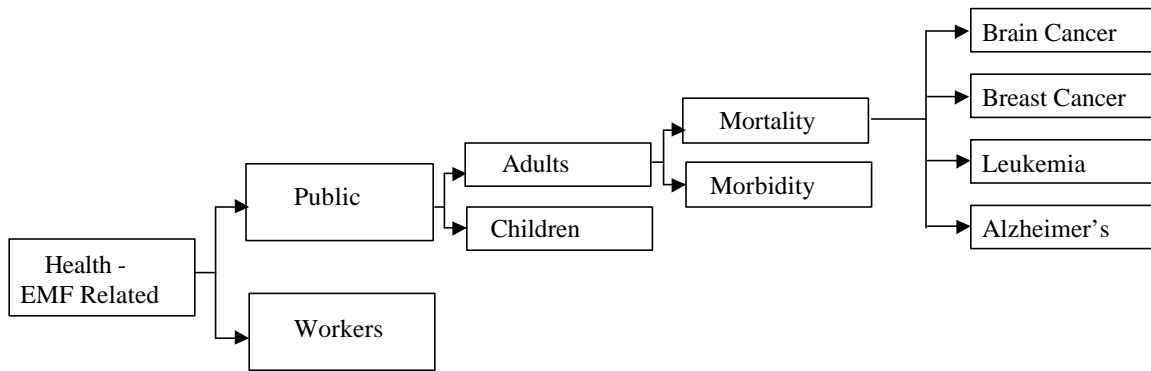 Brain Cancer
Breast Cancer
Mortality
Adults
Leukemia
Public
Morbidity
Children
Alzheimer's
Health -
EMF Related
Workers